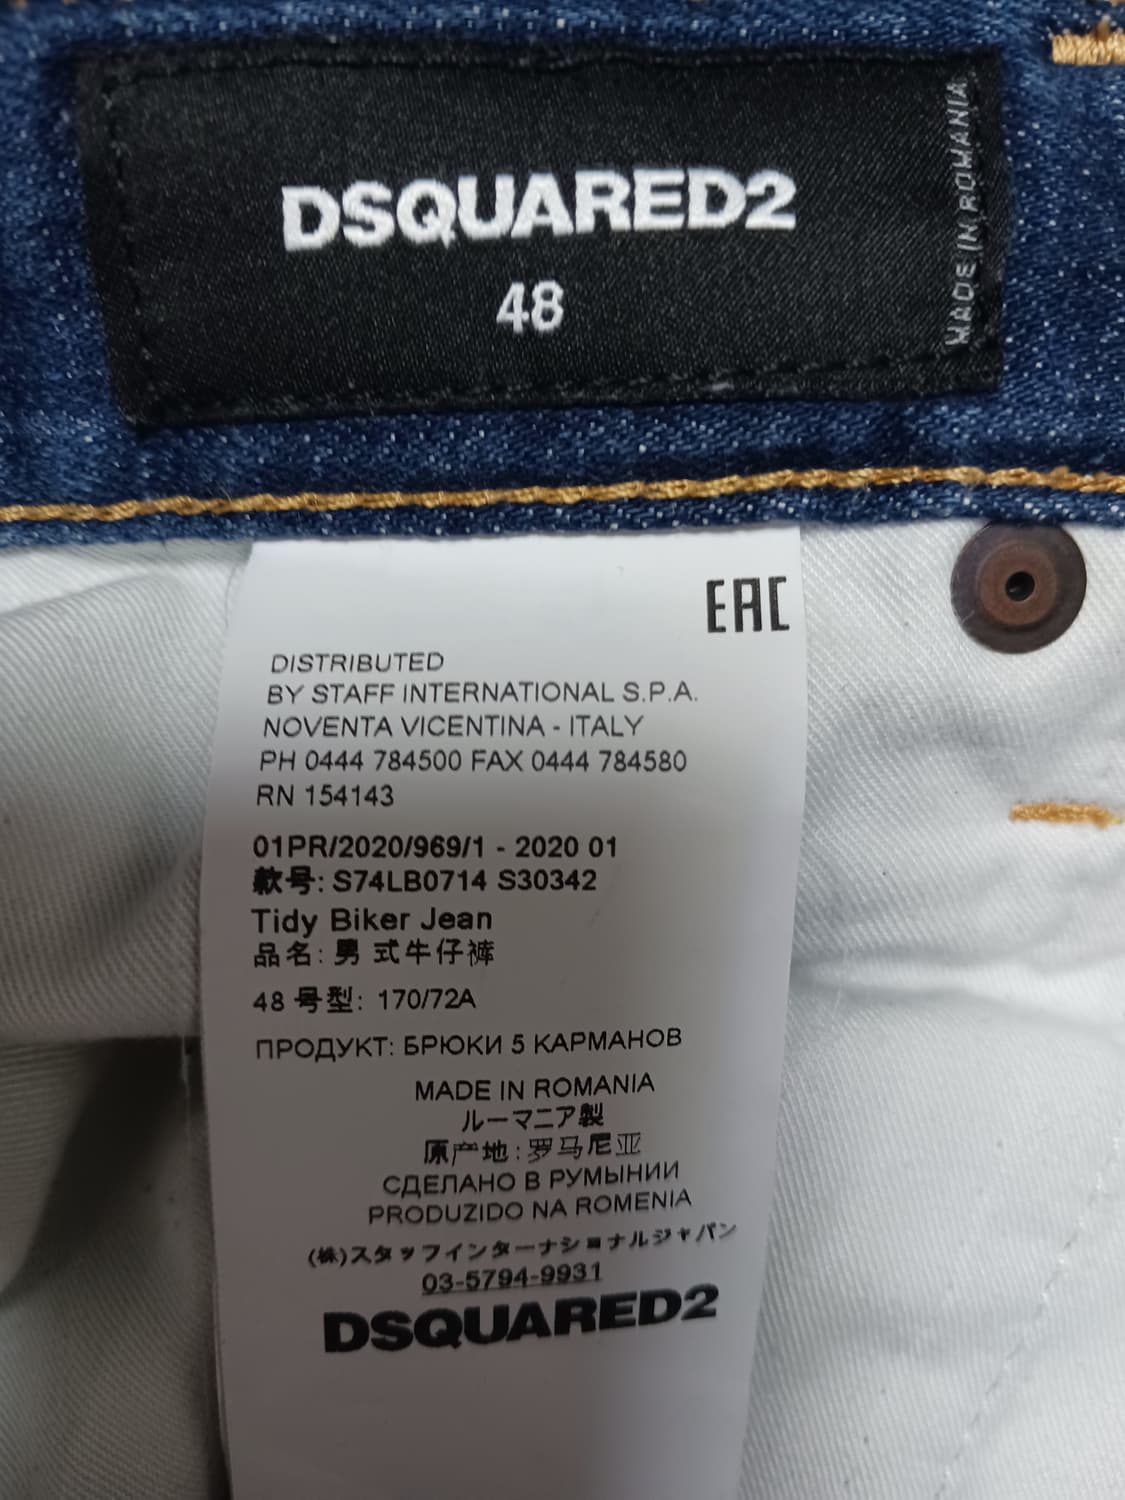 DSQUARED2
48
MADE IN ROMANIA
EAC
DISTRIBUTED
BY STAFF INTERNATIONAL S.P.A.
NOVENTA VICENTINA - ITALY
PH 0444 784500 FAX 0444 784580
RN 154143
01PR/2020/969/1 - 2020 01
款号: S74LB0714 S30342
Tidy Biker Jean
品名: 男 式牛仔裤
48 号型: 170/72A
ПРОДУКТ: БРЮКИ 5 КАРМАНОВ
MADE IN ROMANIA
ルーマニア製
原产地: 罗马尼亚
СДЕЛАНО В РУМЫНИИ
PRODUZIDO NA ROMENIA
(株)スタッフインターナショナルジャパン
03-5794-9931
DSQUARED2